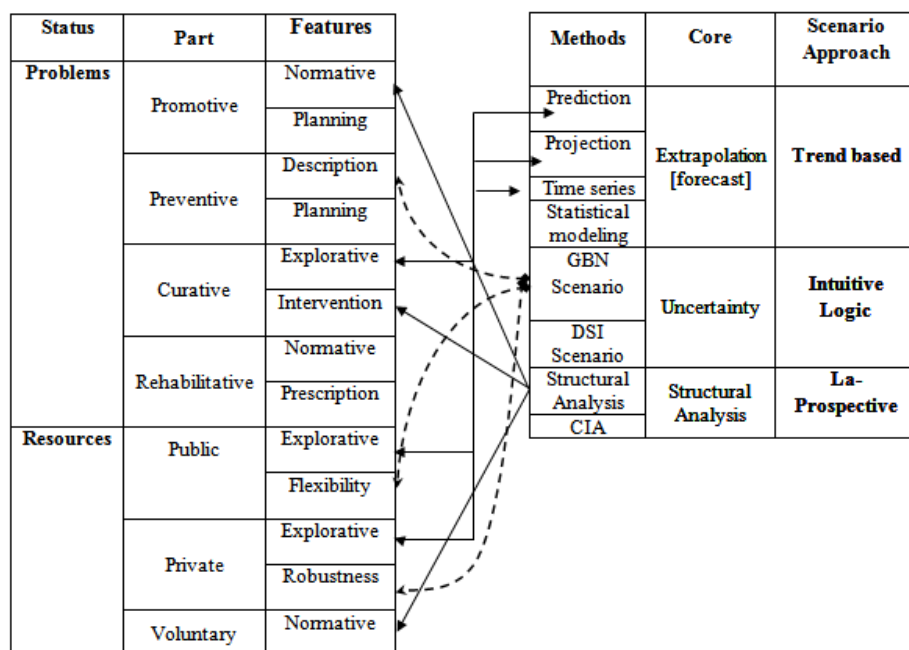 Status Part Features
Problems Promotive Normative
Planning
Preventive Description
Planning
Curative Explorative
Intervention
Rehabilitative Normative
Prescription
Resources Public Explorative
Flexibility
Private Explorative
Robustness
Voluntary Normative
Methods Core Scenario
Approach
Prediction
Projection
Time series
Statistical
modeling
Extrapolation
[forecast]
Trend based
GBN
Scenario
DSI
Scenario
Uncertainty
Intuitive
Logic
Structural
Analysis
CIA
Structural
Analysis
La-
Prospective